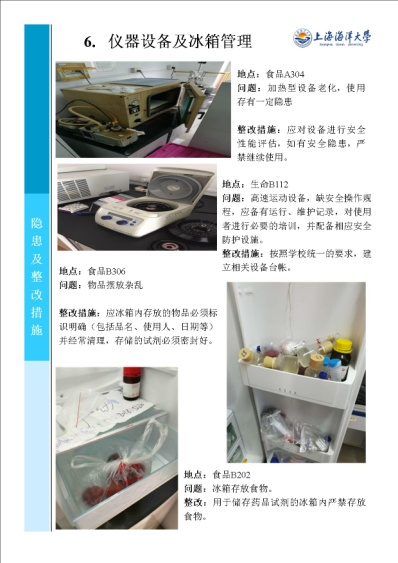 6. 仪器设备及冰箱管理
上海海洋大学
Shanghai Ocean University
隐患及整改措施
地点：食品A304
问题：加热型设备老化，使用
存有一定隐患
整改措施：应对设备进行安全
性能评估，如有安全隐患，严
禁继续使用。
地点：生命B112
问题：高速运动设备，缺安全操作规
程，应备有运行、维护记录，对使用
者进行必要的培训，并配备相应安全
防护设施。
整改措施：按照学校统一的要求，建
立相关设备台帐。
地点：食品B306
问题：物品摆放杂乱
整改措施：应冰箱内存放的物品必须标
识明确（包括品名、使用人、日期等）
并经常清理，存储的试剂必须密封好。
地点：食品B202
问题：冰箱存放食物。
整改：用于储存药品试剂的冰箱内严禁存放
食物。